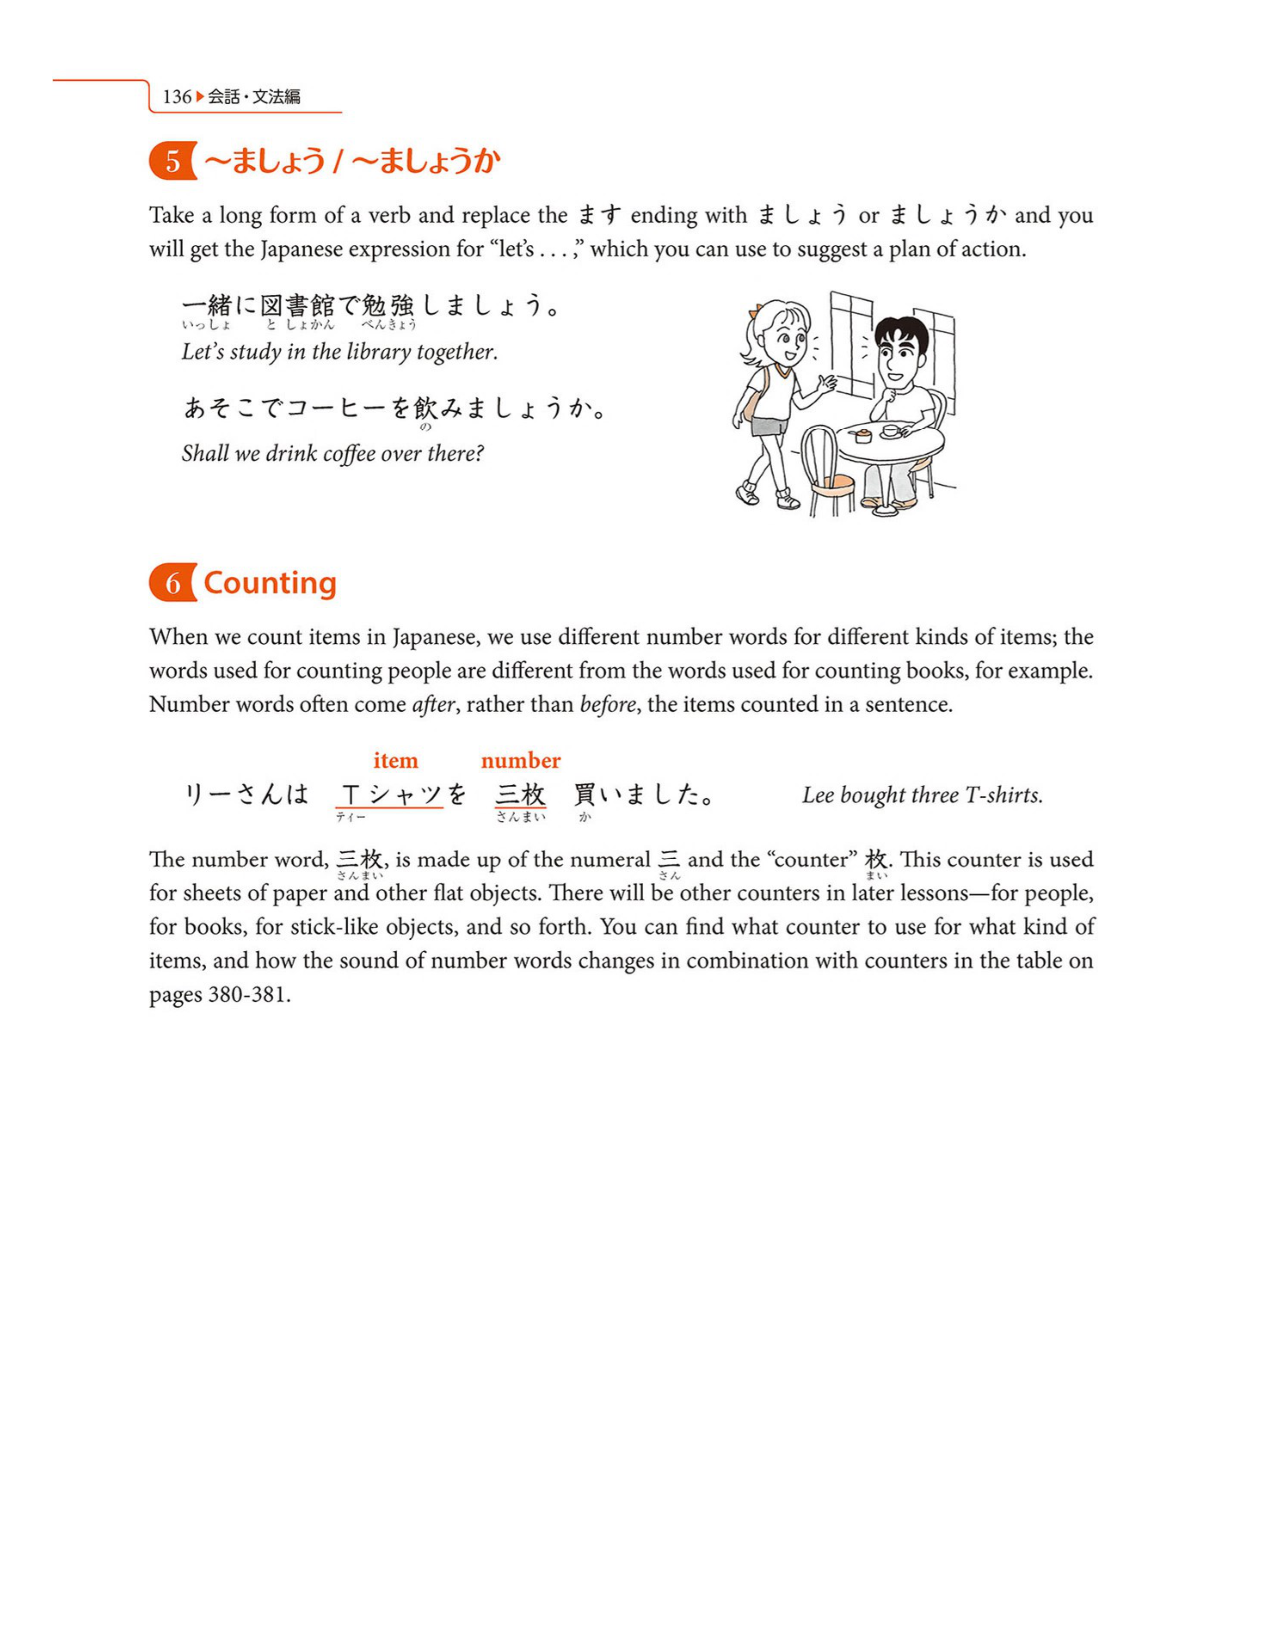 136▶会話・文法編
5 〜ましょう / 〜ましょうか
Take a long form of a verb and replace the ます ending with ましょう or ましょうか and you
will get the Japanese expression for “let’s . . . ,” which you can use to suggest a plan of action.
一緒に図書館で勉強しましょう。
いっしょ としょかん べんきょう
Let’s study in the library together.
あそこでコーヒーを飲みましょうか。
の
Shall we drink coffee over there?
6 Counting
When we count items in Japanese, we use different number words for different kinds of items; the
words used for counting people are different from the words used for counting books, for example.
Number words often come after, rather than before, the items counted in a sentence.
item number
リーさんは Tシャツを 三枚 買いました。 Lee bought three T-shirts.
ティー さんまい か
The number word, 三枚, is made up of the numeral 三 and the “counter” 枚. This counter is used
さんまい さん まい
for sheets of paper and other flat objects. There will be other counters in later lessons—for people,
for books, for stick-like objects, and so forth. You can find what counter to use for what kind of
items, and how the sound of number words changes in combination with counters in the table on
pages 380-381.